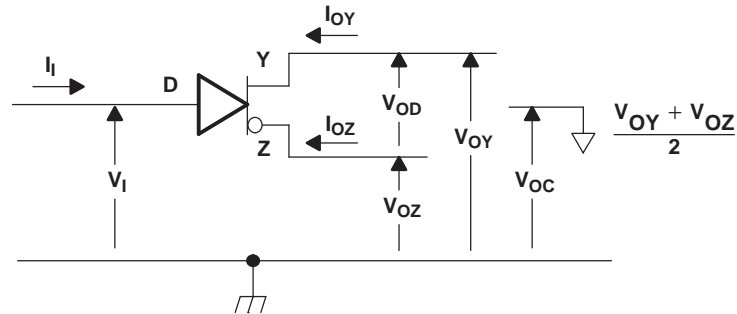 I_OY
I_I
D
Y
I_OZ
Z
V_OD
V_OY
V_OY + V_OZ
2
V_I
V_OZ
V_OC